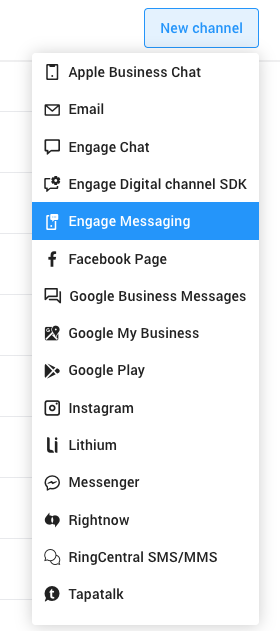 New channel
Apple Business Chat
Email
Engage Chat
Engage Digital channel SDK
Engage Messaging
Facebook Page
Google Business Messages
Google My Business
Google Play
Instagram
Lithium
Messenger
Rightnow
RingCentral SMS/MMS
Tapatalk